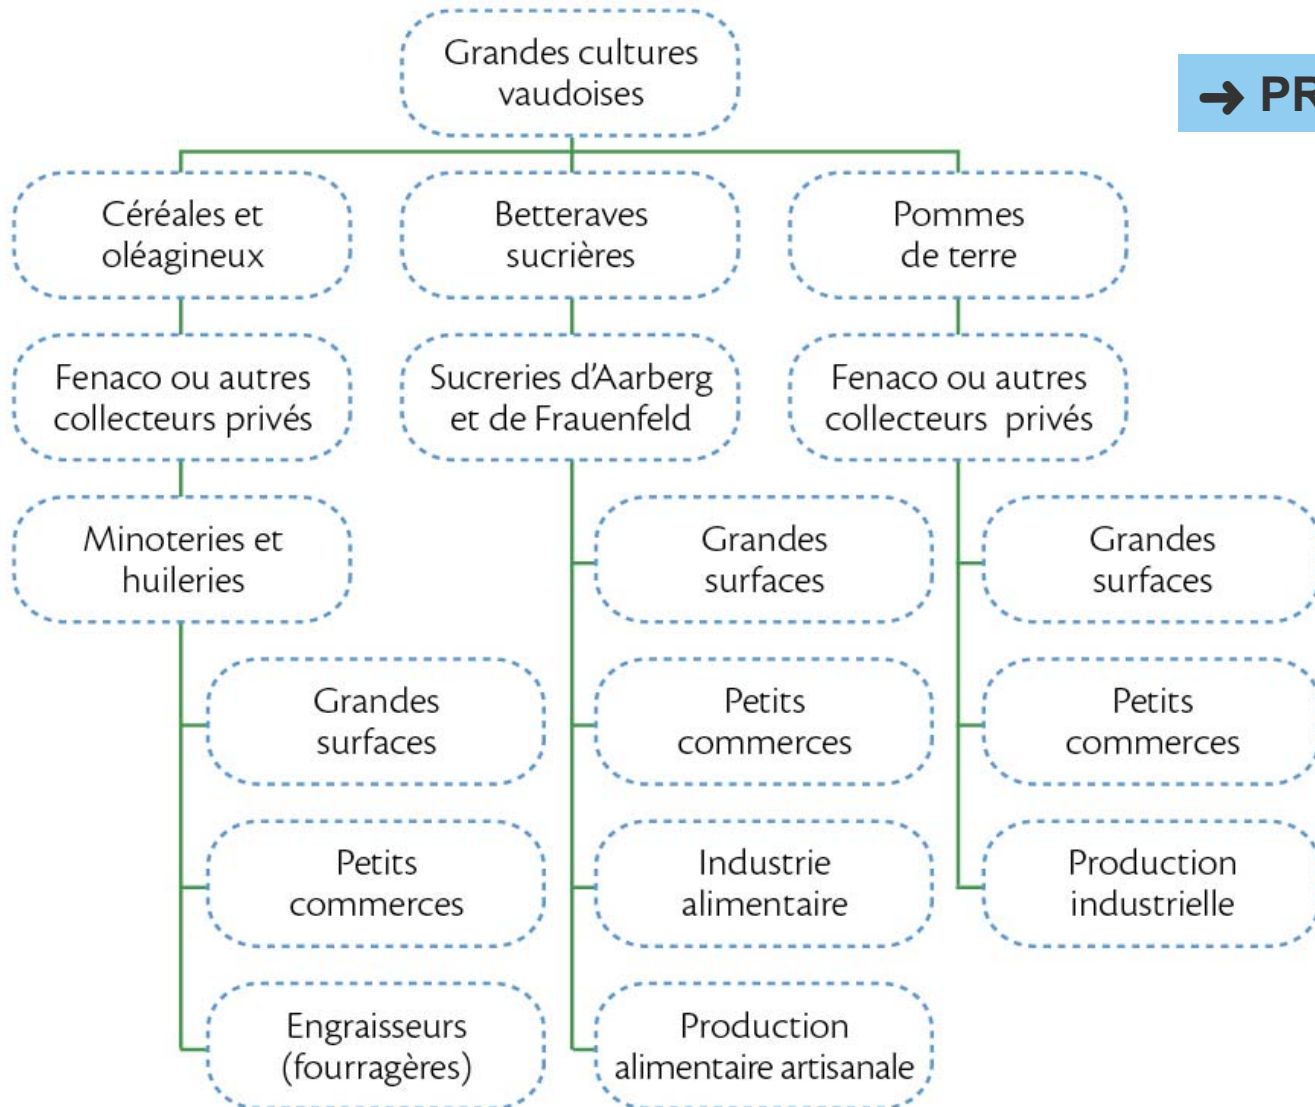 Grandes cultures
vaudoises
➜ PR
Céréales et
oléagineux
Betteraves
sucrières
Pommes
de terre
Fenaco ou autres
collecteurs privés
Sucreries d'Aarberg
et de Frauenfeld
Fenaco ou autres
collecteurs privés
Minoteries et
huileries
Grandes
surfaces
Grandes
surfaces
Grandes
surfaces
Petits
commerces
Petits
commerces
Petits
commerces
Industrie
alimentaire
Production
industrielle
Engraisseurs
(fourragères)
Production
alimentaire artisanale